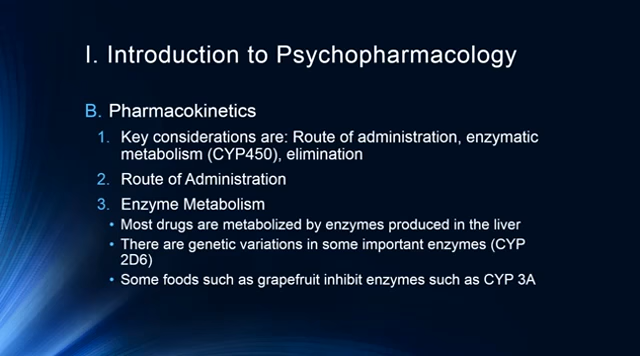 I. Introduction to Psychopharmacology
B. Pharmacokinetics
1. Key considerations are: Route of administration, enzymatic
metabolism (CYP450), elimination
2. Route of Administration
3. Enzyme Metabolism
• Most drugs are metabolized by enzymes produced in the liver
• There are genetic variations in some important enzymes (CYP
2D6)
• Some foods such as grapefruit inhibit enzymes such as CYP 3A